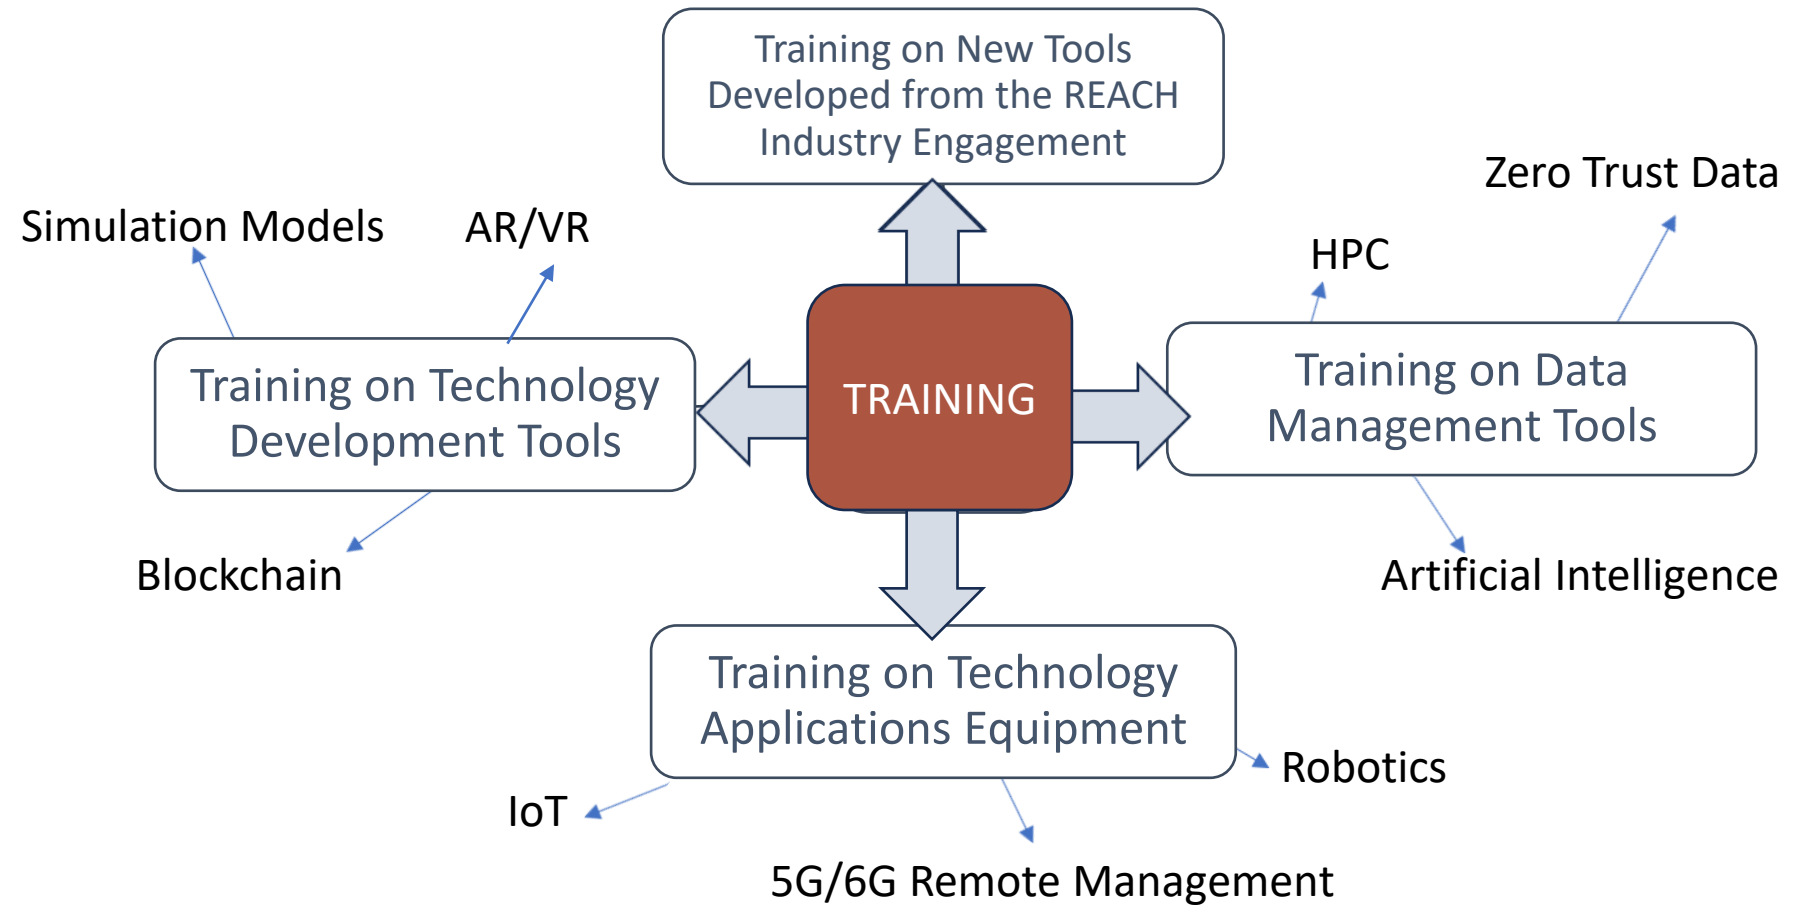 Training on New Tools
Developed from the REACH
Industry Engagement
Zero Trust Data
Simulation Models
AR/VR
HPC
Training on Technology
Development Tools
TRAINING
Training on Data
Management Tools
Blockchain
Artificial Intelligence
Training on Technology
Applications Equipment
Robotics
IoT
5G/6G Remote Management